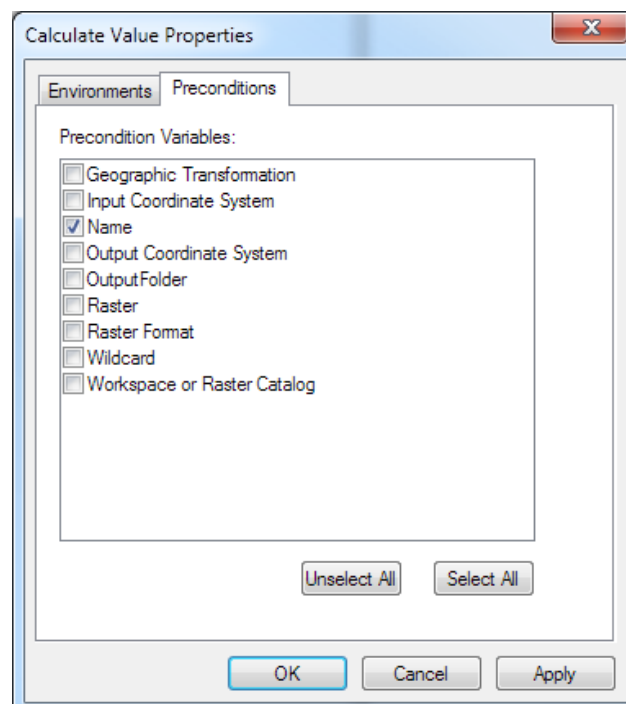 Calculate Value Properties
Environments Preconditions
Precondition Variables:
Geographic Transformation
Input Coordinate System
Name
Output Coordinate System
OutputFolder
Raster
Raster Format
Wildcard
Workspace or Raster Catalog
Unselect All Select All
OK Cancel Apply